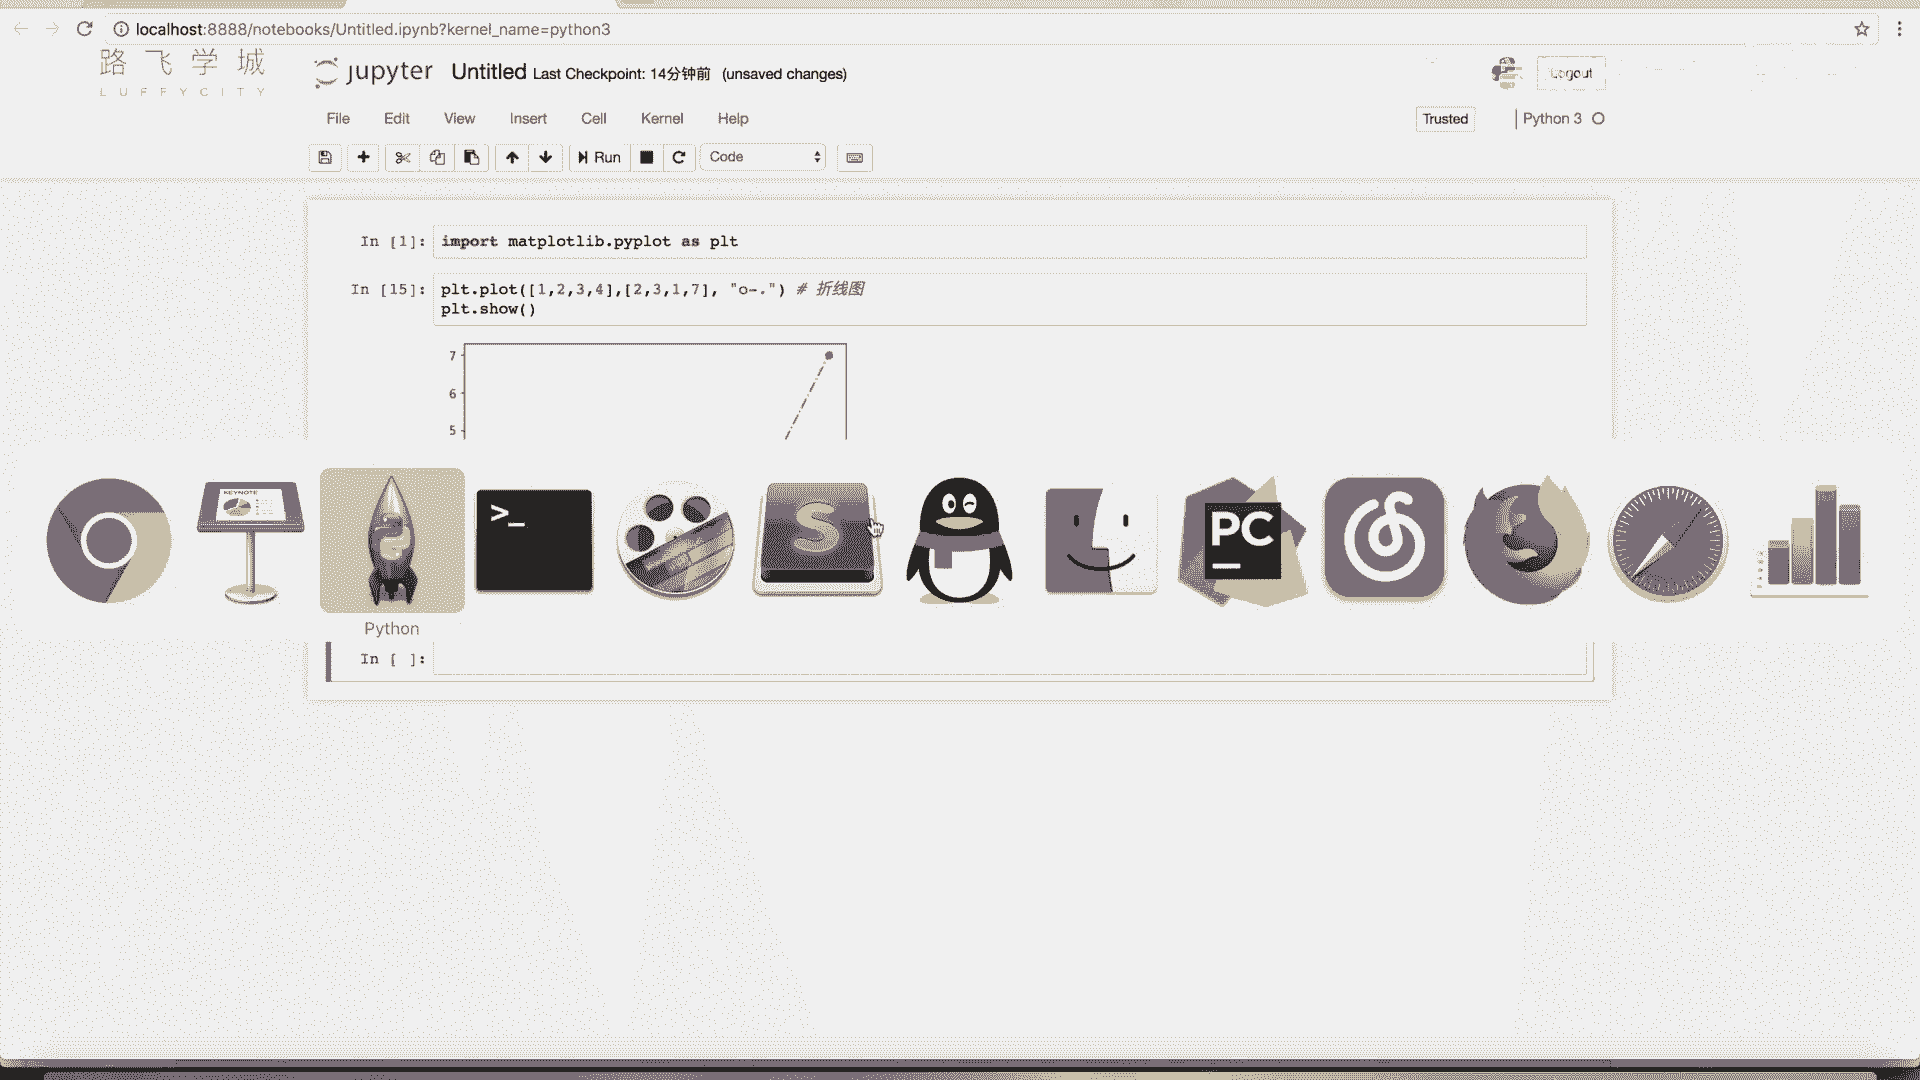 localhost:8888/notebooks/Untitled.ipynb?kernel_name=python3
路飞学城
LUFFYCITY
jupyter Untitled Last Checkpoint: 14分钟前 (unsaved changes)
Logout
File Edit View Insert Cell Kernel Help
Trusted
Python 3
Run
Code
In [1]: import matplotlib.pyplot as plt
In [15]: plt.plot([1,2,3,4],[2,3,1,7], "o-.") # 折线图
plt.show()
7
6
5
KEYNOTE
>_
S
PC
Python
In [ ]: